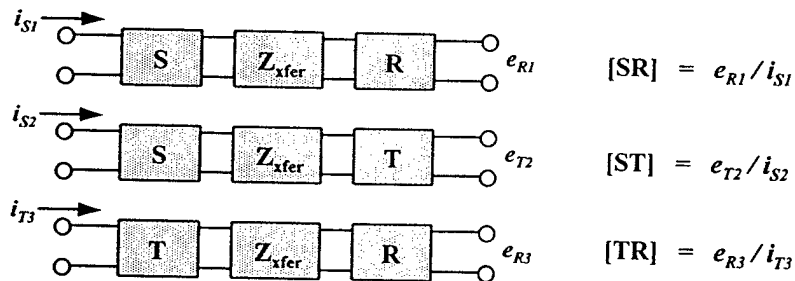 i_S1 S Z_xfer R e_R1 [SR] = e_R1 / i_S1
i_S2 S Z_xfer T e_T2 [ST] = e_T2 / i_S2
i_T3 T Z_xfer R e_R3 [TR] = e_R3 / i_T3